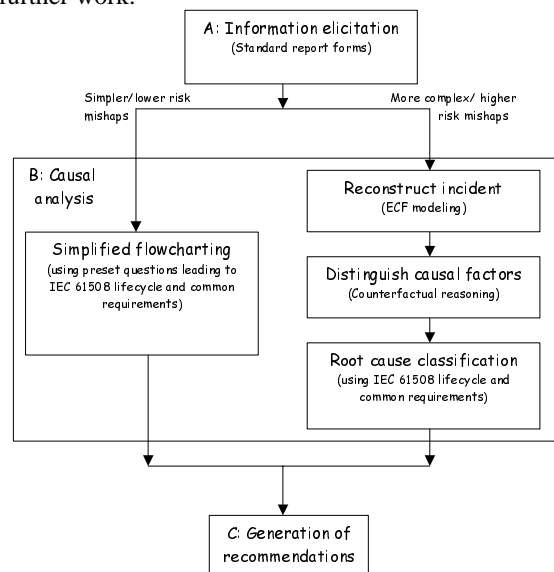 further work.
A: Information elicitation
(Standard report forms)
Simpler/lower risk
mishaps
More complex/ higher
risk mishaps
B: Causal
analysis
Simplified flowcharting
(using preset questions leading to
IEC 61508 lifecycle and common
requirements)
Reconstruct incident
(ECF modeling)
Distinguish causal factors
(Counterfactual reasoning)
Root cause classification
(using IEC 61508 lifecycle and
common requirements)
C: Generation of
recommendations